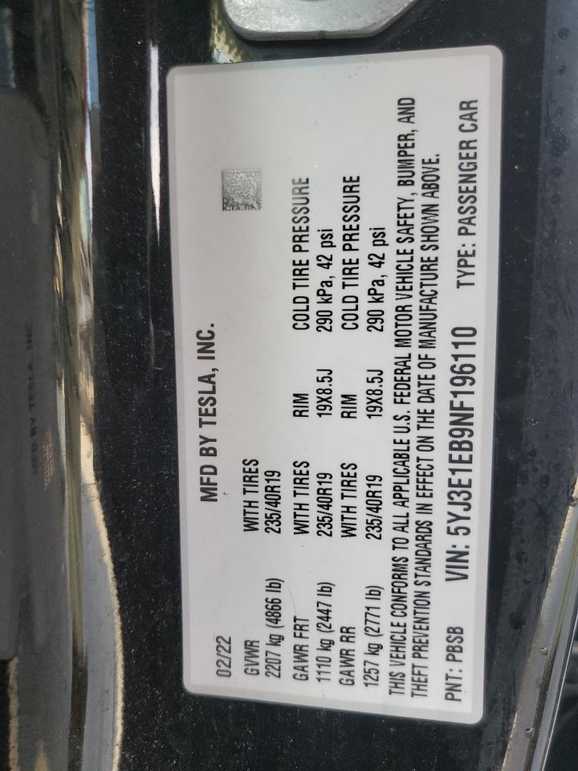 MFD BY TESLA, INC.
02/22
GVWR WITH TIRES
2207 kg (4866 lb) 235/40R19
GAWR FRT WITH TIRES RIM COLD TIRE PRESSURE
1110 kg (2447 lb) 235/40R19 19X8.5J 290 kPa, 42 psi
GAWR RR WITH TIRES RIM COLD TIRE PRESSURE
1257 kg (2771 lb) 235/40R19 19X8.5J 290 kPa, 42 psi
THIS VEHICLE CONFORMS TO ALL APPLICABLE U.S. FEDERAL MOTOR VEHICLE SAFETY, BUMPER, AND
THEFT PREVENTION STANDARDS IN EFFECT ON THE DATE OF MANUFACTURE SHOWN ABOVE.
PNT: PBSB VIN: 5YJ3E1EB9NF196110 TYPE: PASSENGER CAR